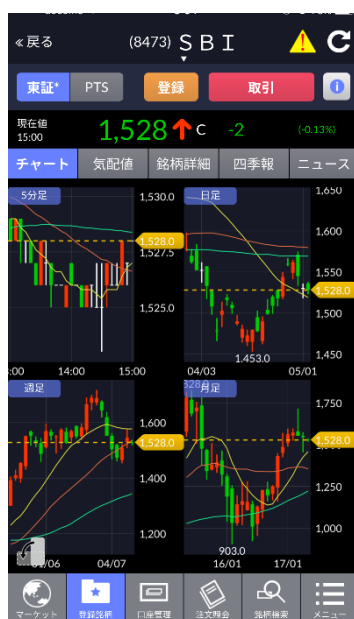 «戻る (8473) SBI
東証* PTS 登録 取引
現在値
15:00
1,528 C -2 (-0.13%)
チャート 気配値 銘柄詳細 四季報 ニュース
5分足
1,530.0
1,528.0
1,527.5
1,525.0
:00 14:00 15:00
日足
1,650
1,600
1,550
1,528.0
1,500
1,453.0
1,450
04/03 05/01
週足
1,600
1,528.0
1,400
1,200
/06 04/07
月足
1,750
1,528.0
1,250
1,000
903.0
16/01 17/01
マーケット 登録銘柄 口座管理 注文照会 銘柄検索 メニュー